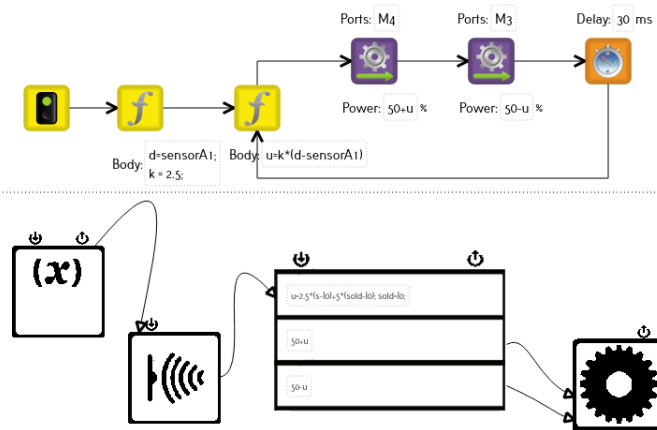 Ports: M4
Ports: M3
Delay: 30 ms
Power: 50+u %
Power: 50-u %
Body: d=sensorA1;
k = 2.5;
Body: u=k*(d-sensorA1)
(x)
u=2.5*(s-l0)+5*(sold-l0); sold=l0;
50+u
50-u